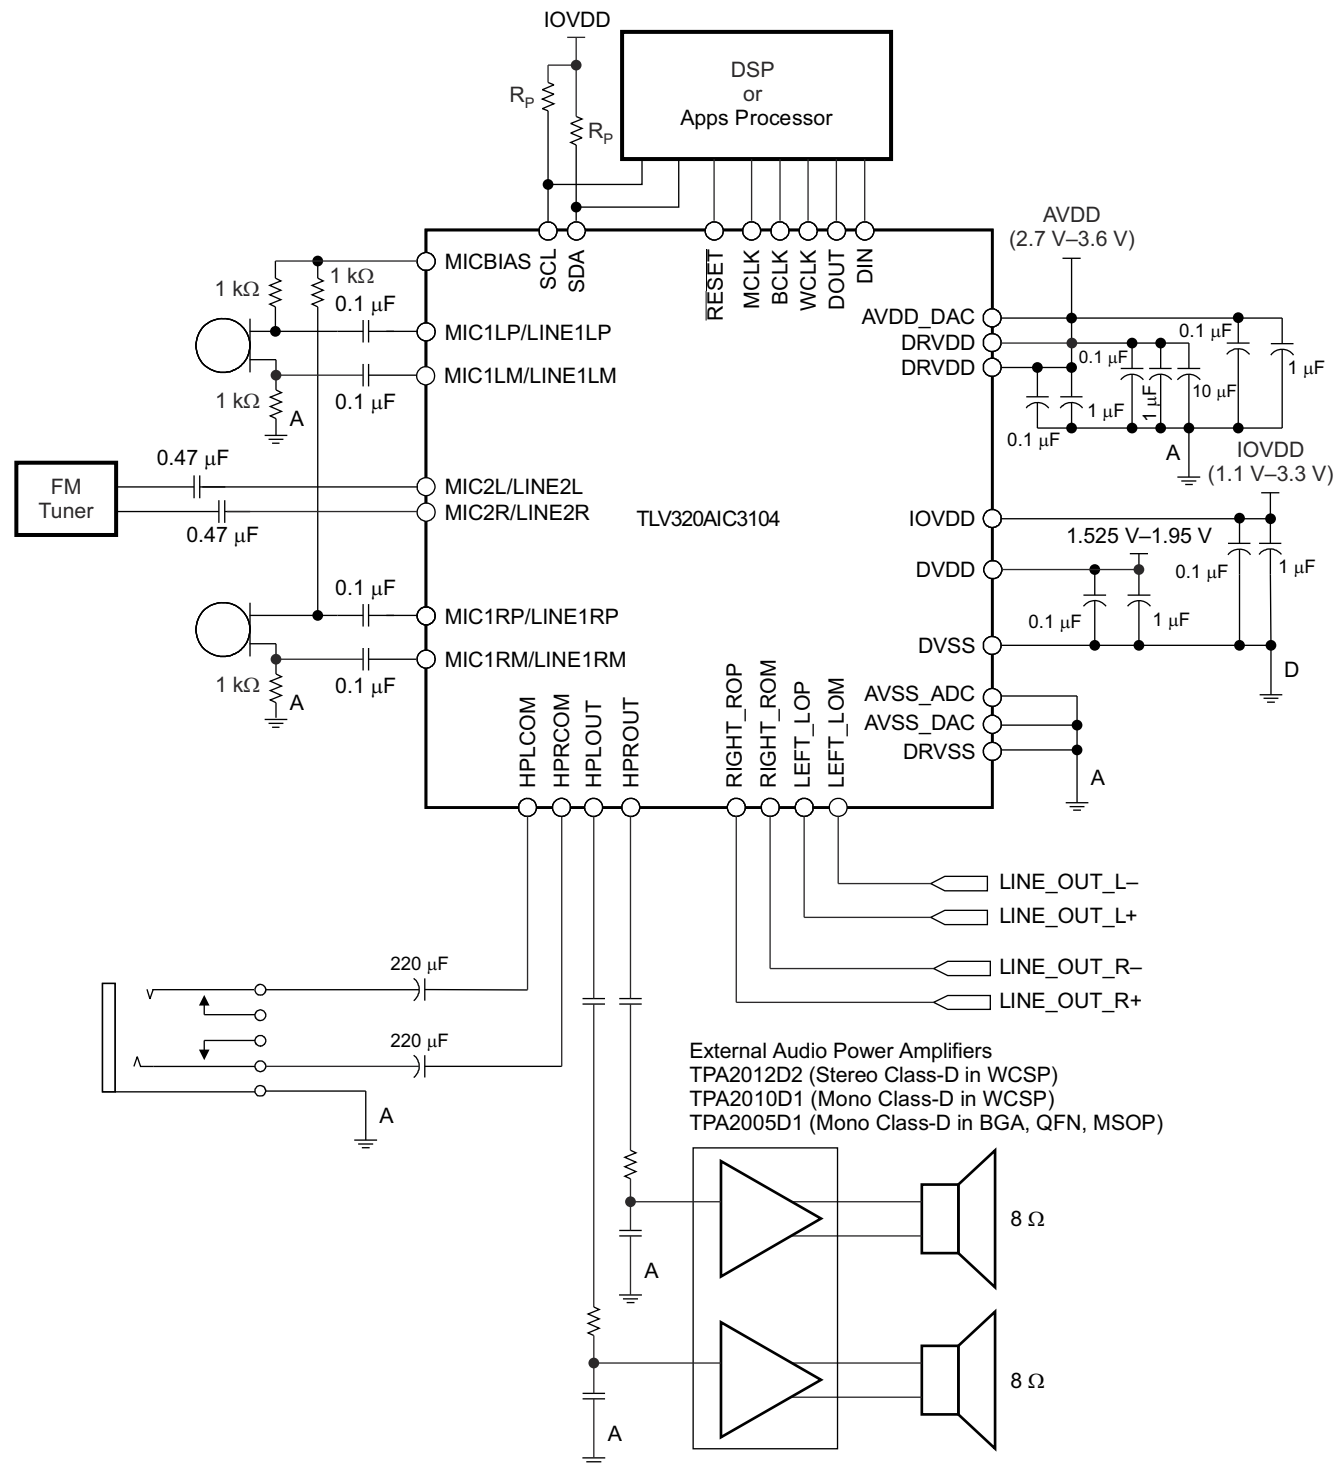 IOVDD
DSP
or
Apps Processor
R_P
R_P
AVDD
(2.7 V–3.6 V)
SCL
SDA
RESET
MCLK
BCLK
WCLK
DOUT
DIN
MICBIAS
1 kΩ
1 kΩ
0.1 µF
MIC1LP/LINE1LP
MIC1LM/LINE1LM
1 kΩ
A
0.1 µF
AVDD_DAC
DRVDD
DRVDD
0.1 µF
0.1 µF
1 µF
10 µF
1 µF
1 µF
0.1 µF
A
0.47 µF
FM
Tuner
0.47 µF
MIC2L/LINE2L
MIC2R/LINE2R
TLV320AIC3104
IOVDD
(1.1 V–3.3 V)
IOVDD
1.525 V–1.95 V
DVDD
0.1 µF
1 µF
0.1 µF
1 µF
DVSS
D
0.1 µF
MIC1RP/LINE1RP
MIC1RM/LINE1RM
1 kΩ
A
0.1 µF
AVSS_ADC
AVSS_DAC
DRVSS
A
HPLCOM
HPRCOM
HPLOUT
HPROUT
RIGHT_ROP
RIGHT_ROM
LEFT_LOP
LEFT_LOM
LINE_OUT_L–
LINE_OUT_L+
LINE_OUT_R–
LINE_OUT_R+
220 µF
220 µF
A
External Audio Power Amplifiers
TPA2012D2 (Stereo Class-D in WCSP)
TPA2010D1 (Mono Class-D in WCSP)
TPA2005D1 (Mono Class-D in BGA, QFN, MSOP)
8 Ω
A
8 Ω
A